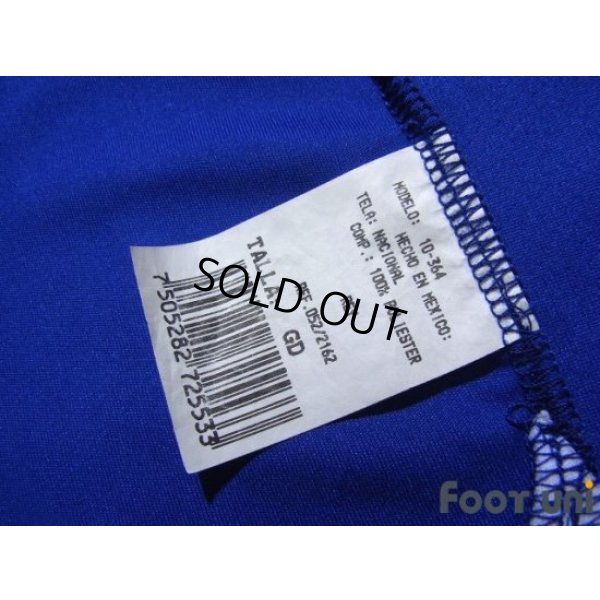 MODELO: 10-364
HECHO EN MEXICO:
TELA: NACIONAL
COMP.: 100% POLIESTER
REF. 052/2162
TALLA: GD
7 505282 725533
SOLD OUT
FOOT uni